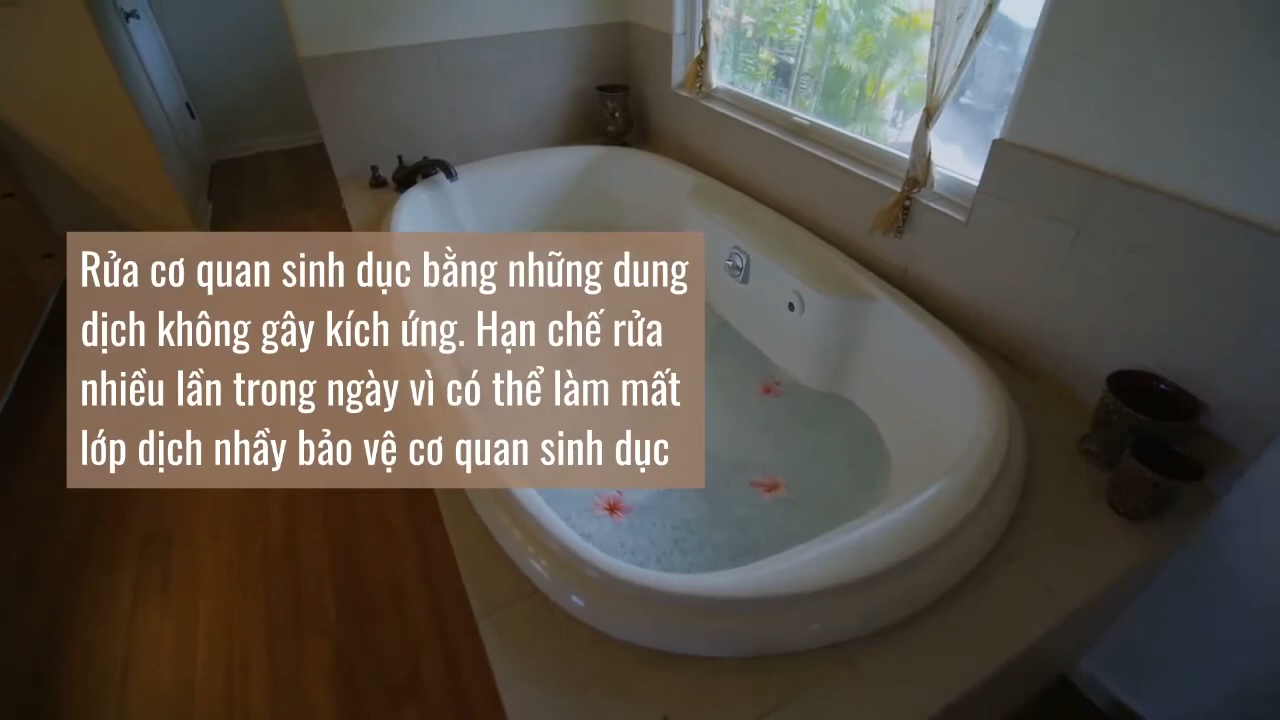 Rửa cơ quan sinh dục bằng những dung
dịch không gây kích ứng. Hạn chế rửa
nhiều lần trong ngày vì có thể làm mất
lớp dịch nhầy bảo vệ cơ quan sinh dục